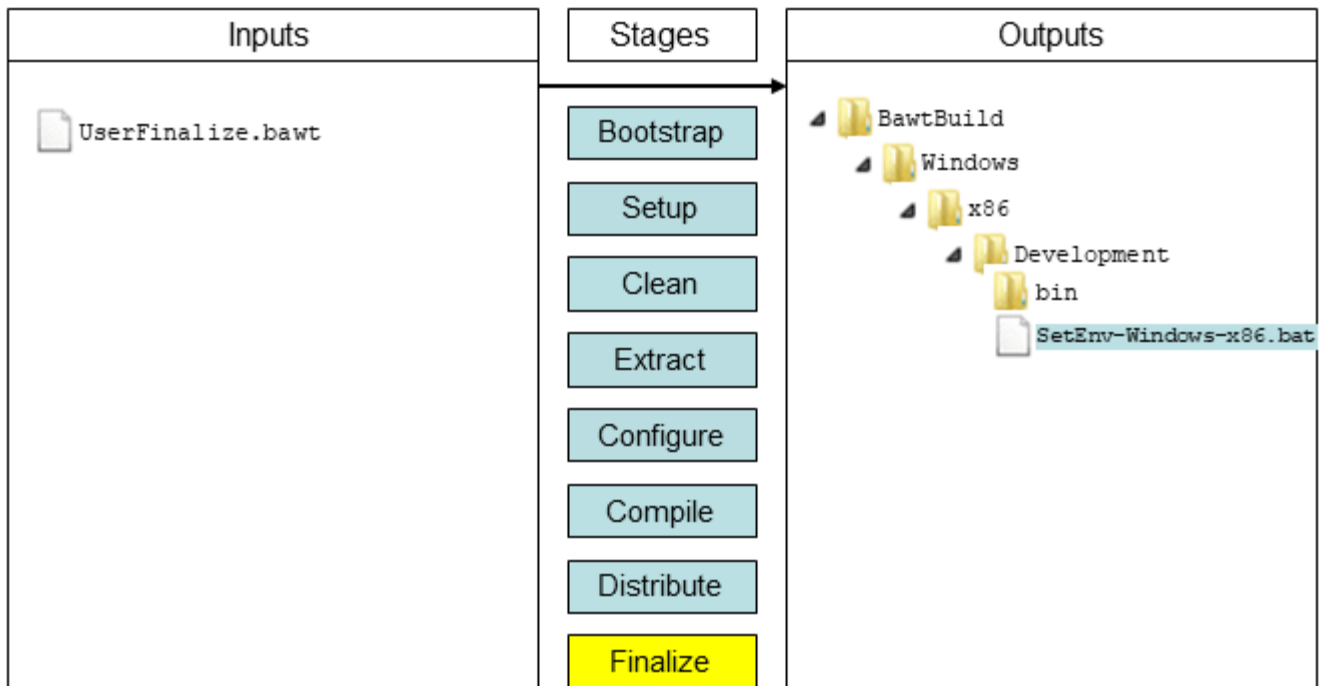 Inputs
Stages
Outputs
UserFinalize.bawt
Bootstrap
Setup
Clean
Extract
Configure
Compile
Distribute
Finalize
BawtBuild
Windows
x86
Development
bin
SetEnv-Windows-x86.bat